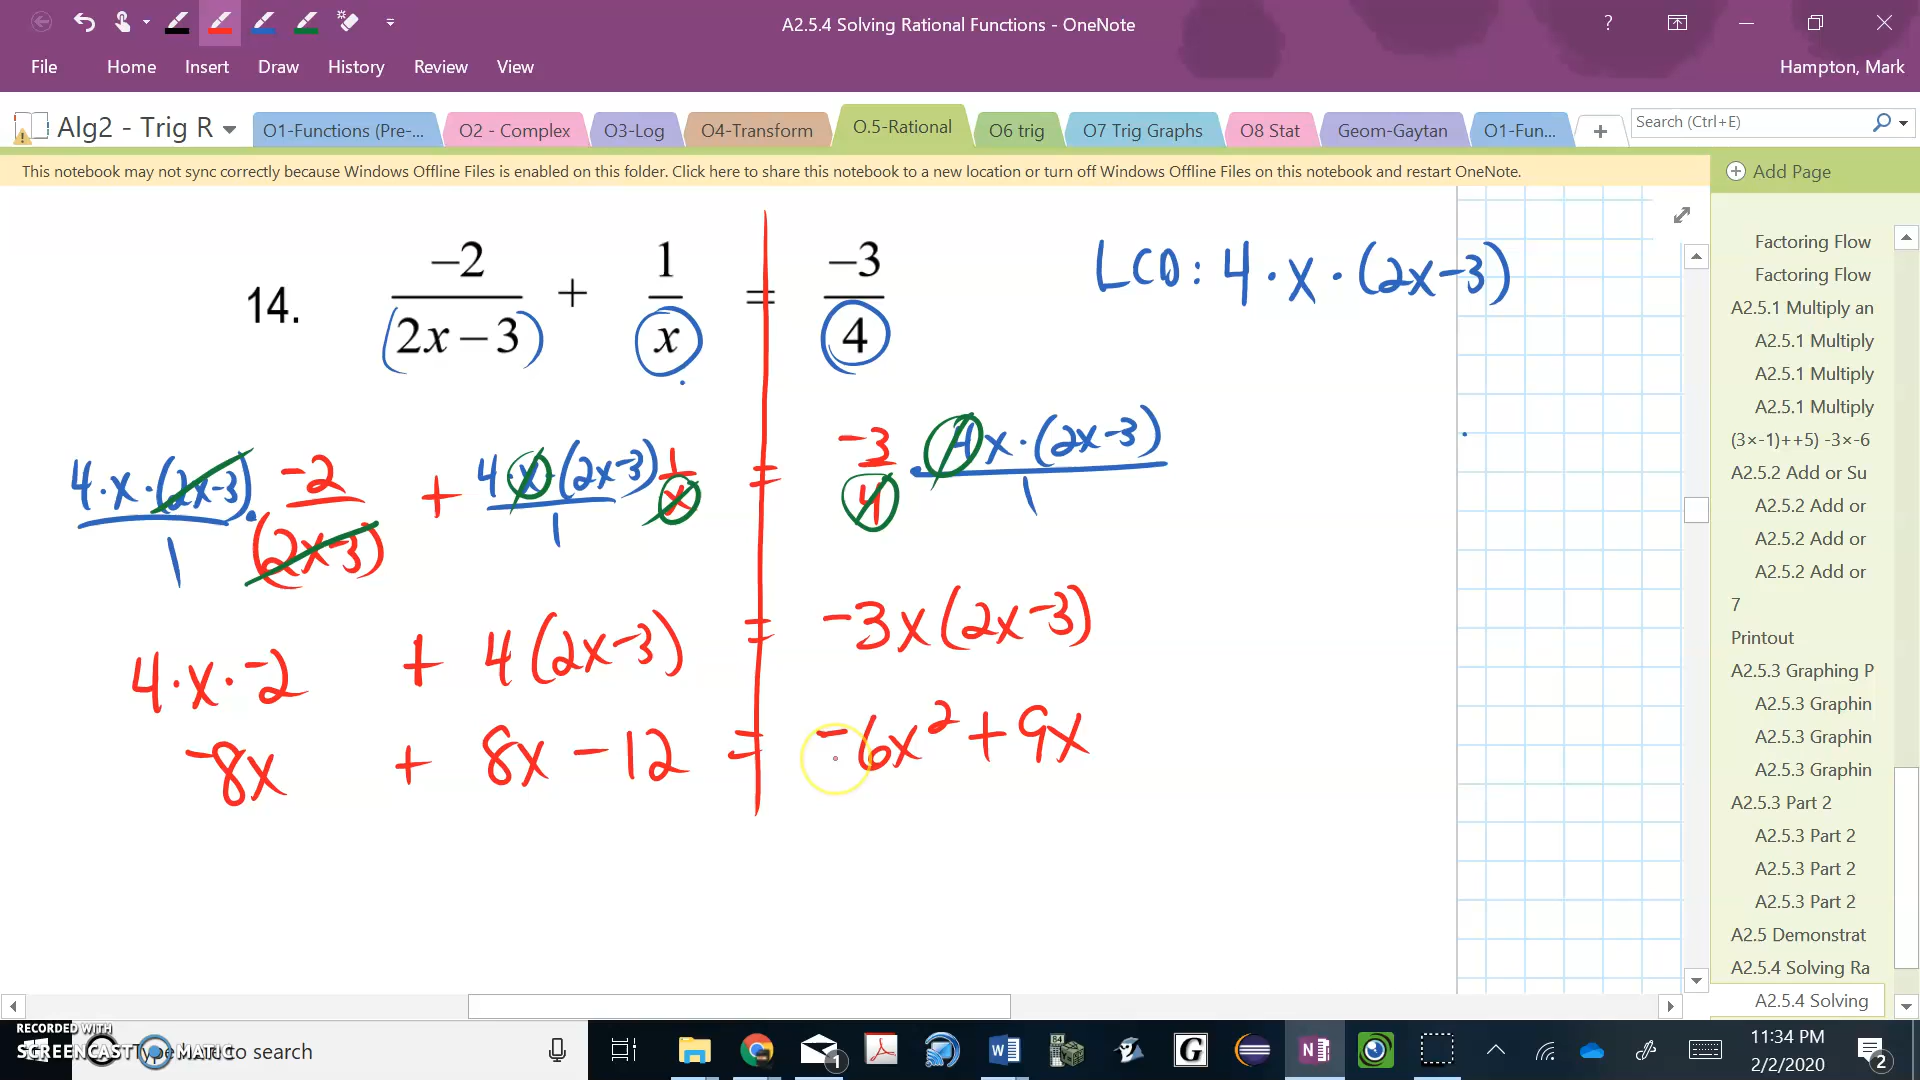 A2.5.4 Solving Rational Functions - OneNote
?
File Home Insert Draw History Review View
Hampton, Mark
Alg2 - Trig R
O1-Functions (Pre-...
O2 - Complex
O3-Log
O4-Transform
O.5-Rational
O6 trig
O7 Trig Graphs
O8 Stat
Geom-Gaytan
O1-Fun...
Search (Ctrl+E)
This notebook may not sync correctly because Windows Offline Files is enabled on this folder. Click here to share this notebook to a new location or turn off Windows Offline Files on this notebook and restart OneNote.
Add Page
14. -2/(2x-3) + 1/x = -3/4
LCD: 4·x·(2x-3)
4·x·(2x-3)/1 · -2/(2x-3) + 4·x·(2x-3)/1 1/x = -3/4 4x·(2x-3)/1
4·x·-2 + 4(2x-3) = -3x(2x-3)
-8x + 8x - 12 = -6x² + 9x
Factoring Flow
Factoring Flow
A2.5.1 Multiply an
A2.5.1 Multiply
A2.5.1 Multiply
A2.5.1 Multiply
(3×-1)++5) -3×-6
A2.5.2 Add or Su
A2.5.2 Add or
A2.5.2 Add or
A2.5.2 Add or
7
Printout
A2.5.3 Graphing P
A2.5.3 Graphin
A2.5.3 Graphin
A2.5.3 Graphin
A2.5.3 Part 2
A2.5.3 Part 2
A2.5.3 Part 2
A2.5.3 Part 2
A2.5 Demonstrat
A2.5.4 Solving Ra
A2.5.4 Solving
RECORDED WITH
SCREENCAST MATIC
to search
1
B4
W
G
N
11:34 PM
2/2/2020
2